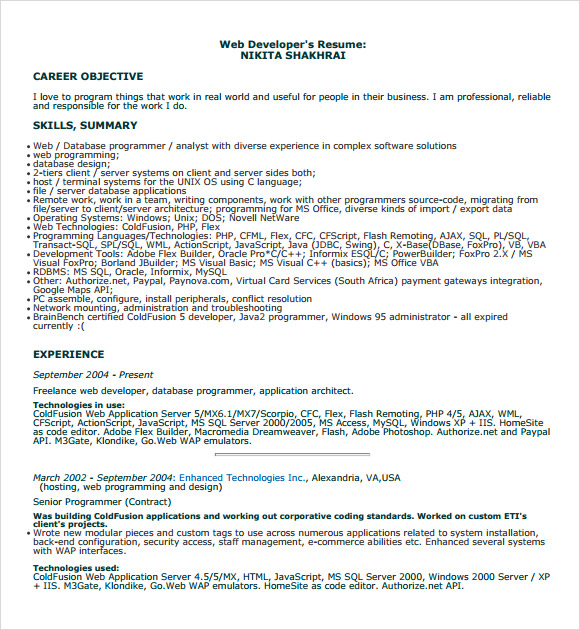 Web Developer's Resume:
NIKITA SHAKHRAI
CAREER OBJECTIVE
I love to program things that work in real world and useful for people in their business. I am professional, reliable
and responsible for the work I do.
SKILLS, SUMMARY
• Web / Database programmer / analyst with diverse experience in complex software solutions
• web programming;
• database design;
• 2-tiers client / server systems on client and server sides both;
• host / terminal systems for the UNIX OS using C language;
• file / server database applications
• Remote work, work in a team, writing components, work with other programmers source-code, migrating from
file/server to client/server architecture; programming for MS Office, diverse kinds of import / export data
• Operating Systems: Windows; Unix; DOS; Novell NetWare
• Web Technologies: ColdFusion, PHP, Flex
• Programming Languages/Technologies: PHP, CFML, Flex, CFC, CFScript, Flash Remoting, AJAX, SQL, PL/SQL,
Transact-SQL, SPL/SQL, WML, ActionScript, JavaScript, Java (JDBC, Swing), C, X-Base(DBase, FoxPro), VB, VBA
• Development Tools: Adobe Flex Builder, Oracle Pro*C/C++; Informix ESQL/C; PowerBuilder; FoxPro 2.X / MS
Visual FoxPro; Borland JBuilder; MS Visual Basic; MS Visual C++ (basics); MS Office VBA
• RDBMS: MS SQL, Oracle, Informix, MySQL
• Other: Authorize.net, Paypal, Paynova.com, Virtual Card Services (South Africa) payment gateways integration,
Google Maps API;
• PC assemble, configure, install peripherals, conflict resolution
• Network mounting, administration and troubleshooting
• BrainBench certified ColdFusion 5 developer, Java2 programmer, Windows 95 administrator - all expired
currently :(
EXPERIENCE
September 2004 - Present
Freelance web developer, database programmer, application architect.
Technologies in use:
ColdFusion Web Application Server 5/MX6.1/MX7/Scorpio, CFC, Flex, Flash Remoting, PHP 4/5, AJAX, WML,
CFScript, ActionScript, JavaScript, MS SQL Server 2000/2005, MS Access, MySQL, Windows XP + IIS. HomeSite
as code editor. Adobe Flex Builder, Macromedia Dreamweaver, Flash, Adobe Photoshop. Authorize.net and Paypal
API. M3Gate, Klondike, Go.Web WAP emulators.
March 2002 - September 2004: Enhanced Technologies Inc., Alexandria, VA,USA
(hosting, web programming and design)
Senior Programmer (Contract)
Was building ColdFusion applications and working out corporative coding standards. Worked on custom ETI's
client's projects.
• Wrote new modular pieces and custom tags to use across numerous applications related to system installation,
back-end configuration, security access, staff management, e-commerce abilities etc. Enhanced several systems
with WAP interfaces.
Technologies used:
ColdFusion Web Application Server 4.5/5/MX, HTML, JavaScript, MS SQL Server 2000, Windows 2000 Server / XP
+ IIS. M3Gate, Klondike, Go.Web WAP emulators. HomeSite as code editor. Authorize.net API.